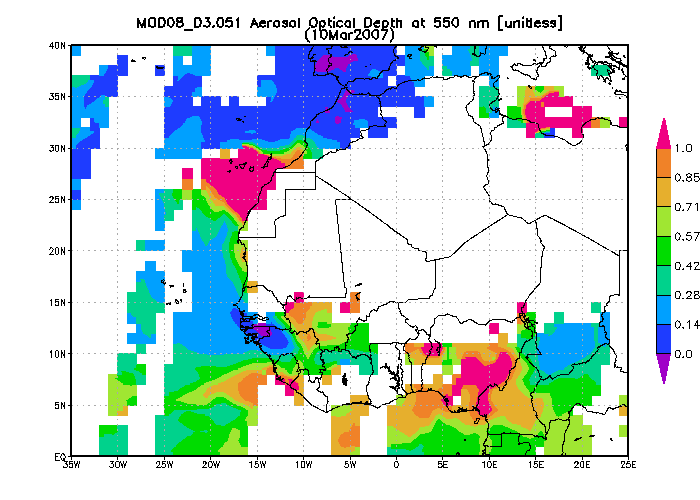 MOD08_D3.051 Aerosol Optical Depth at 550 nm [unitless]
(10Mar2007)
40N
35N
30N
25N
20N
15N
10N
5N
EQ
35W 30W 25W 20W 15W 10W 5W 0 5E 10E 15E 20E 25E
1.0
0.85
0.71
0.57
0.42
0.28
0.14
0.0